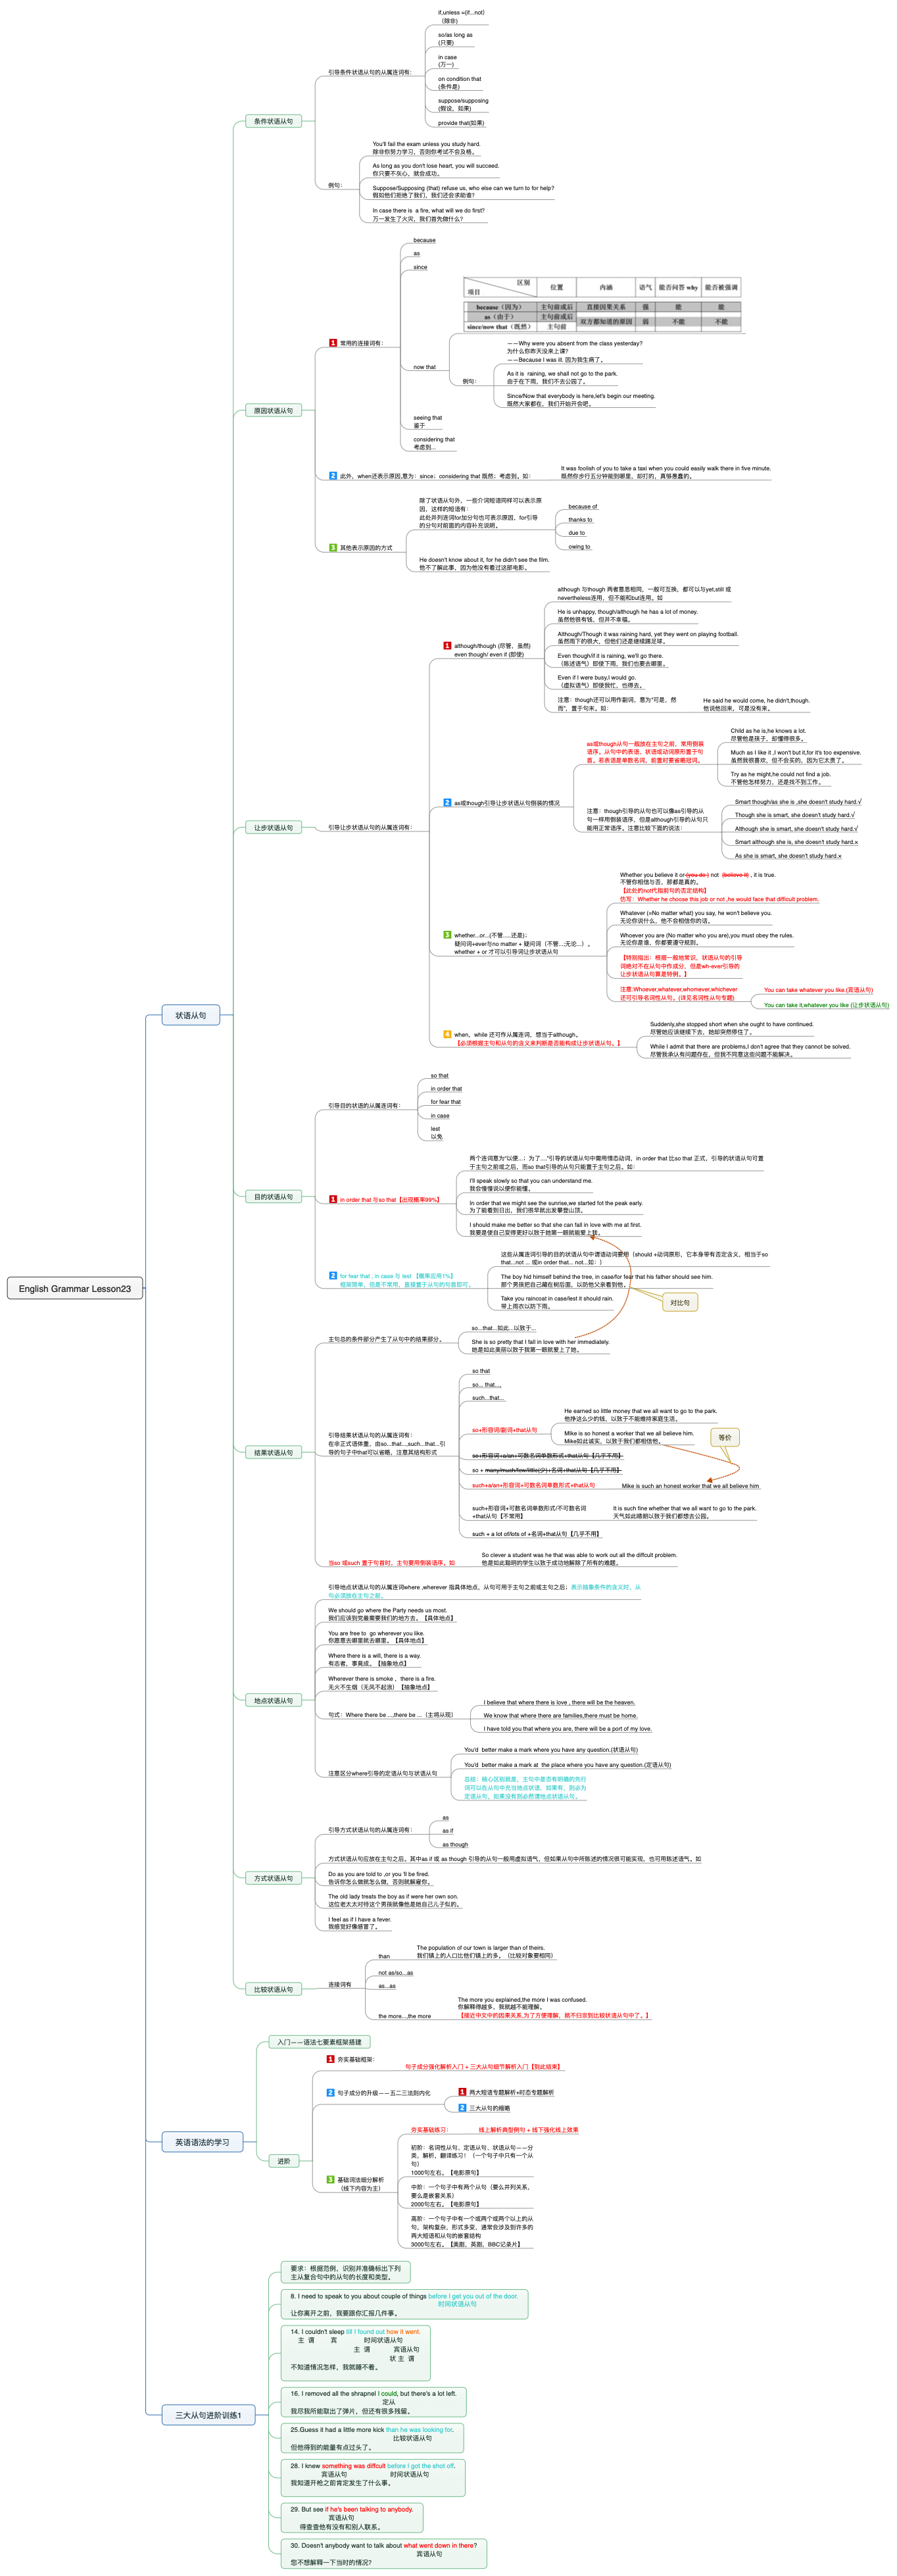 English Grammar Lesson23
状语从句
条件状语从句
引导条件状语从句的从属连词有:
if,unless =(if...not)
(除非)
so/as long as
(只要)
in case
(万一)
on condition that
(条件是)
suppose/supposing
(假设，如果)
provide that(如果)
例句:
You'll fail the exam unless you study hard.
除非你努力学习，否则你考试不会及格。
As long as you don't lose heart, you will succeed.
你只要不灰心，就会成功。
Suppose/Supposing (that) refuse us, who else can we turn to for help?
假如他们拒绝了我们，我们还会求助谁?
In case there is a fire, what will we do first?
万一发生了火灾，我们首先做什么?
原因状语从句
1 常用的连接词有:
because
as
since
now that
区别
项目
位置
内涵
语气
能否问答 why
能否被强调
because（因为）
主句前或后
直接因果关系
强
能
能
as（由于）
主句前或后
双方都知道的原因
弱
不能
不能
since/now that（既然）
主句前
例句:
——Why were you absent from the class yesterday?
为什么你昨天没来上课?
——Because I was ill. 因为我生病了。
As it is raining, we shall not go to the park.
由于在下雨，我们不去公园了。
Since/Now that everybody is here,let's begin our meeting.
既然大家都在，我们开始开会吧。
seeing that
鉴于
considering that
考虑到...
2 此外，when还表示原因,意为: since；considering that 既然；考虑到。如:
It was foolish of you to take a taxi when you could easily walk there in five minute.
既然你步行五分钟能到哪里，却打的，真够愚蠢的。
3 其他表示原因的方式
除了状语从句外，一些介词短语同样可以表示原
因，这样的短语有:
此处并列连词for加分句也可表示原因，for引导
的分句对前面的内容补充说明。
because of
thanks to
due to
owing to
He doesn't know about it, for he didn't see the film.
他不了解此事，因为他没有看过这部电影。
让步状语从句
引导让步状语从句的从属连词有:
1 although/though (尽管，虽然)
even though/ even if (即使)
although 与though 两者意思相同，一般可互换，都可以与yet,still 或
nevertheless连用，但不能和but连用。如
He is unhappy, though/although he has a lot of money.
虽然他很有钱，但并不幸福。
Although/Though it was raining hard, yet they went on playing football.
虽然雨下的很大，但他们还是继续踢足球。
Even though/if it is raining, we'll go there.
（陈述语气）即使下雨，我们也要去哪里。
Even if I were busy,I would go.
（虚拟语气）即使我忙，也得去。
注意：though还可以用作副词，意为“可是，然
而”，置于句末。如:
He said he would come, he didn't,though.
他说他回来，可是没有来。
2 as或though引导让步状语从句倒装的情况
as或though从句一般放在主句之前，常用倒装
语序。从句中的表语、状语或动词原形置于句
首。若表语是单数名词，前置时要省略冠词。
Child as he is,he knows a lot.
尽管他是孩子，却懂得很多。
Much as I like it ,I won't but it,for it's too expensive.
虽然我很喜欢，但不会买的，因为它太贵了。
Try as he might,he could not find a job.
不管他怎样努力，还是找不到工作。
注意：though引导的从句也可以像as引导的从
句一样用倒装语序，但是although引导的从句只
能用正常语序。注意比较下面的说法：
Smart though/as she is ,she doesn't study hard.√
Though she is smart, she doesn't study hard.√
Although she is smart, she doesn't study hard.√
Smart although she is, she doesn't study hard.×
As she is smart, she doesn't study hard.×
3 whether...or...(不管.....还是)；
疑问词+ever与no matter + 疑问词（不管...;无论...）。
whether + or 才可以引导词让步状语从句
Whether you believe it or (you do ) not (believe it) , it is true.
不管你相信与否，那都是真的。
【此处的not代指前句的否定结构】
仿写：Whether he choose this job or not ,he would face that difficult problem.
Whatever (=No matter what) you say, he won't believe you.
无论你说什么，他不会相信你的话。
Whoever you are (No matter who you are),you must obey the rules.
无论你是谁，你都要遵守规则。
【特别指出：根据一般地常识，状语从句的引导
词绝对不在从句中作成分，但是wh-ever引导的
让步状语从句算是特例。】
注意:Whoever,whatever,whomever,whichever
还可引导名词性从句。(详见名词性从句专题)
You can take whatever you like.(宾语从句)
You can take it,whatever you like (让步状语从句)
4 when，while 还可作从属连词，想当于although。
【必须根据主句和从句的含义来判断是否能构成让步状语从句。】
Suddenly,she stopped short when she ought to have continued.
尽管她应该继续下去，她却突然停住了。
While I admit that there are problems,I don't agree that they cannot be solved.
尽管我承认有问题存在，但我不同意这些问题不能解决。
目的状语从句
引导目的状语的从属连词有：
so that
in order that
for fear that
in case
lest
以免
1 in order that 与so that【出现概率99%】
两个连词意为“以便...；为了....”引导的状语从句中需用情态动词，in order that 比so that 正式，引导的状语从句可置
于主句之前或之后，而so that引导的从句只能置于主句之后。如：
I'll speak slowly so that you can understand me.
我会慢慢说以便你能懂。
In order that we might see the sunrise,we started fot the peak early.
为了能看到日出，我们很早就出发攀登山顶。
I should make me better so that she can fall in love with me at first.
我要是使自己变得更好以致于她第一眼就能爱上我。
2 for fear that , in case 与 lest 【概率应用1%】
框架简单，但是不常用，直接置于从句的句首即可。
这些从属连词引导的目的状语从句中谓语动词要用（should +动词原形，它本身带有否定含义，相当于so
that...not ... 或in order that... not...如：）
The boy hid himself behind the tree, in case/for fear that his father should see him.
那个男孩把自己藏在树后面，以防他父亲看到他。
Take you raincoat in case/lest it should rain.
带上雨衣以防下雨。
对比句
结果状语从句
主句总的条件部分产生了从句中的结果部分。
so...that...如此...以致于...
She is so pretty that I fall in love with her immediately.
她是如此美丽以致于我第一眼就爱上了她。
引导结果状语从句的从属连词有：
在非正式语体重，由so...that...,such...that...引
导的句子中that可以省略，注意其结构形式
so that
so... that...,
such...that...
so+形容词/副词+that从句
He earned so little money that we all want to go to the park.
他挣这么少的钱，以致于不能维持家庭生活。
Mike is so honest a worker that we all believe him.
Mike如此诚实，以致于我们都相信他。
等价
so+形容词+a/an+可数名词单数形式+that从句【几乎不用】
so + many/mush/few/little(少)+名词+that从句【几乎不用】
such+a/an+形容词+可数名词单数形式+that从句
Mike is such an honest worker that we all believe him
such+形容词+可数名词单数形式/不可数名词
+that从句【不常用】
It is such fine whether that we all want to go to the park.
天气如此晴朗以致于我们都想去公园。
such + a lot of/lots of +名词+that从句【几乎不用】
当so 或such 置于句首时，主句要用倒装语序。如
So clever a student was he that was able to work out all the diffcult problem.
他是如此聪明的学生以致于成功地解除了所有的难题。
地点状语从句
引导地点状语从句的从属连词where ,wherever 指具体地点，从句可用于主句之前或主句之后；表示抽象条件的含义时，从
句必须放在主句之前。
We should go where the Party needs us most.
我们应该到党最需要我们的地方去。【具体地点】
You are free to go wherever you like.
你愿意去哪里就去哪里。【具体地点】
Where there is a will, there is a way.
有志者，事竟成。【抽象地点】
Wherever there is smoke ，there is a fire.
无火不生烟（无风不起浪）【抽象地点】
句式：Where there be ...,there be ...（主将从现）
I believe that where there is love , there will be the heaven.
We know that where there are families,there must be home.
I have told you that where you are, there will be a port of my love.
注意区分where引导的定语从句与状语从句
You'd better make a mark where you have any question.(状语从句)
You'd better make a mark at the place where you have any question.(定语从句)
总结：核心区别就是，主句中是否有明确的先行
词可以在从句中充当地点状语，如果有，则必为
定语从句，如果没有则必然谓地点状语从句。
方式状语从句
引导方式状语从句的从属连词有：
as
as if
as though
方式状语从句应放在主句之后。其中as if 或 as though 引导的从句一般用虚拟语气，但如果从句中所陈述的情况很可能实现，也可用陈述语气。如
Do as you are told to ,or you 'll be fired.
告诉你怎么做就怎么做，否则就解雇你。
The old lady treats the boy as if were her own son.
这位老太太对待这个男孩就像他是她自己儿子似的。
I feel as if I have a fever.
我感觉好像感冒了。
比较状语从句
连接词有
than
The population of our town is larger than of theirs.
我们镇上的人口比他们镇上的多。（比较对象要相同）
not as/so...as
as...as
the more...,the more
The more you explained,the more I was confused.
你解释得越多，我就越不能理解。
【接近中文中的因果关系,为了方便理解，就不归宗到比较状语从句中了。】
英语语法的学习
入门——语法七要素框架搭建
进阶
1 夯实基础框架：
句子成分强化解析入门 + 三大从句细节解析入门【到此结束】
2 句子成分的升级——五二三法则内化
1 两大短语专题解析+时态专题解析
2 三大从句的缩略
3 基础词法细分解析
（线下内容为主）
夯实基础练习：
线上解析典型例句 + 线下强化线上效果
初阶：名词性从句、定语从句、状语从句——分
类，解析，翻译练习！（一个句子中只有一个从
句）
1000句左右。【电影原句】
中阶：一个句子中有两个从句（要么并列关系，
要么是嵌套关系）
2000句左右。【电影原句】
高阶：一个句子中有一个或两个或两个以上的从
句，架构复杂，形式多变，通常会涉及到许多的
两大短语和从句的嵌套结构
3000句左右。【美剧，英剧，BBC记录片】
三大从句进阶训练1
要求：根据范例，识别并准确标出下列
主从复合句中的从句的长度和类型。
8. I need to speak to you about couple of things before I get you out of the door.
时间状语从句
让你离开之前，我要跟你汇报几件事。
14. I couldn't sleep till I found out how it went.
主 谓 宾 时间状语从句
主 谓 宾语从句
状 主 谓
不知道情况怎样，我就睡不着。
16. I removed all the shrapnel I could, but there's a lot left.
定从
我尽我所能取出了弹片，但还有很多残留。
25.Guess it had a little more kick than he was looking for.
比较状语从句
但他得到的能量有点过头了。
28. I knew something was diffcult before I got the shot off.
宾语从句 时间状语从句
我知道开枪之前肯定发生了什么事。
29. But see if he's been talking to anybody.
宾语从句
得查查他有没有和别人联系。
30. Doesn't anybody want to talk about what went down in there?
宾语从句
您不想解释一下当时的情况?